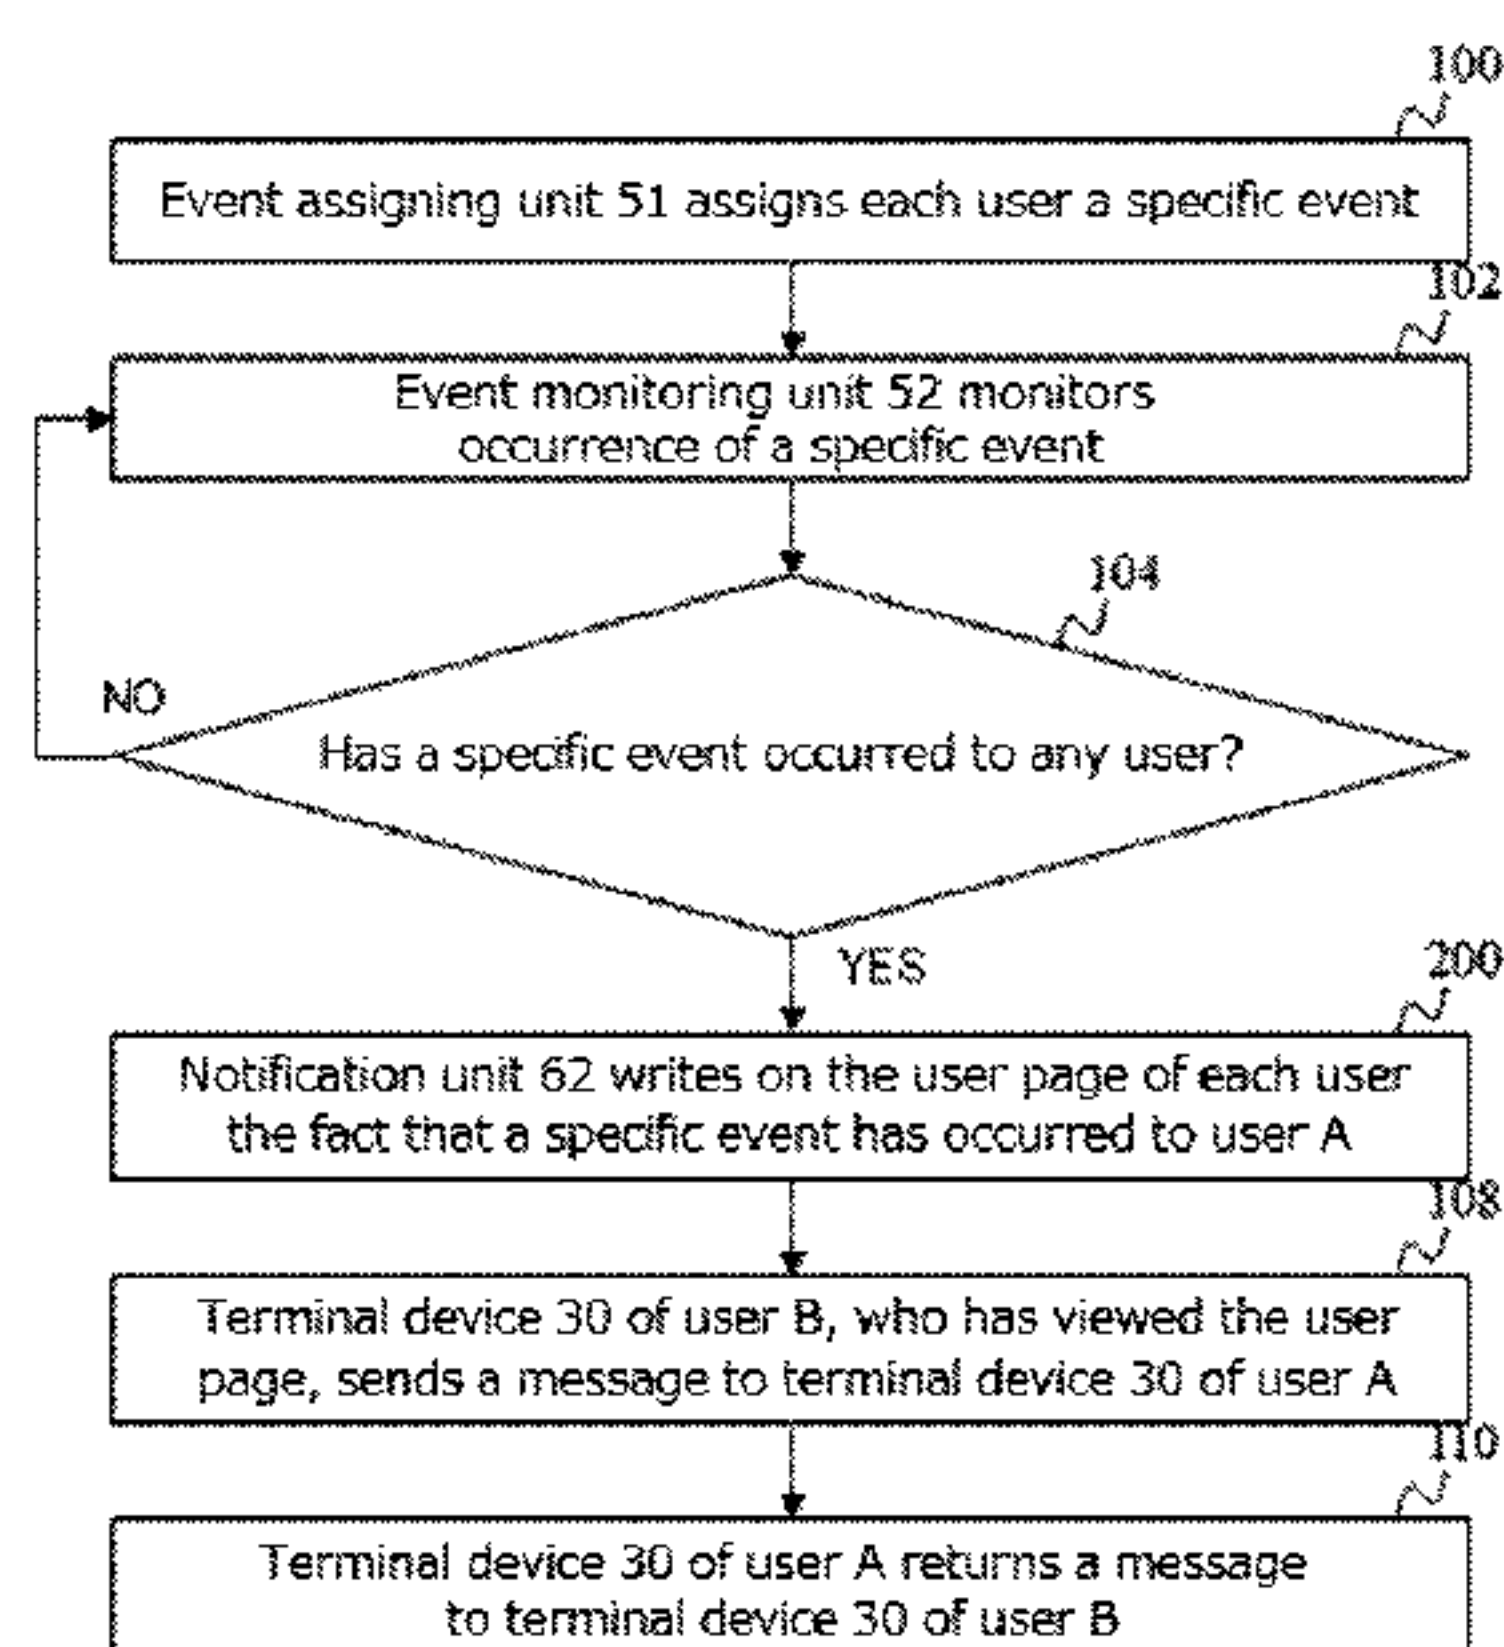 100
Event assigning unit 51 assigns each user a specific event
102
Event monitoring unit 52 monitors
occurrence of a specific event
104
NO
Has a specific event occurred to any user?
YES
200
Notification unit 62 writes on the user page of each user
the fact that a specific event has occurred to user A
108
Terminal device 30 of user B, who has viewed the user
page, sends a message to terminal device 30 of user A
110
Terminal device 30 of user A returns a message
to terminal device 30 of user B